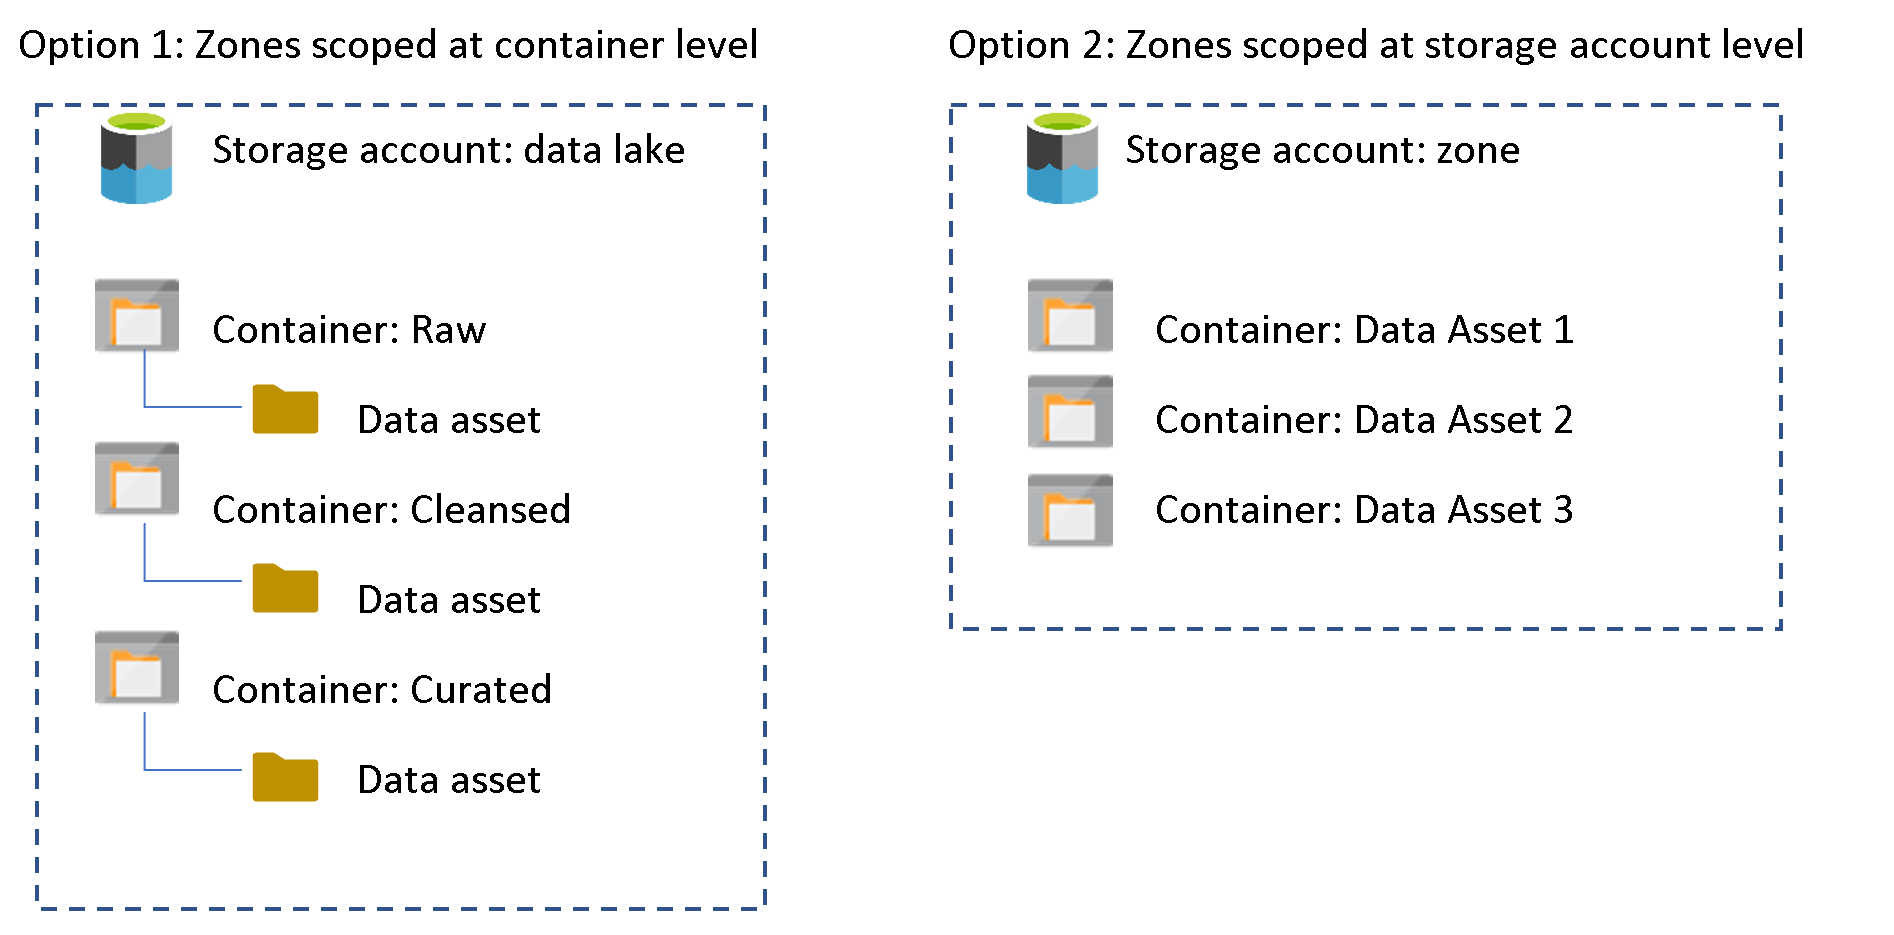 Option 1: Zones scoped at container level
Storage account: data lake
Container: Raw
Data asset
Container: Cleansed
Data asset
Container: Curated
Data asset
Option 2: Zones scoped at storage account level
Storage account: zone
Container: Data Asset 1
Container: Data Asset 2
Container: Data Asset 3